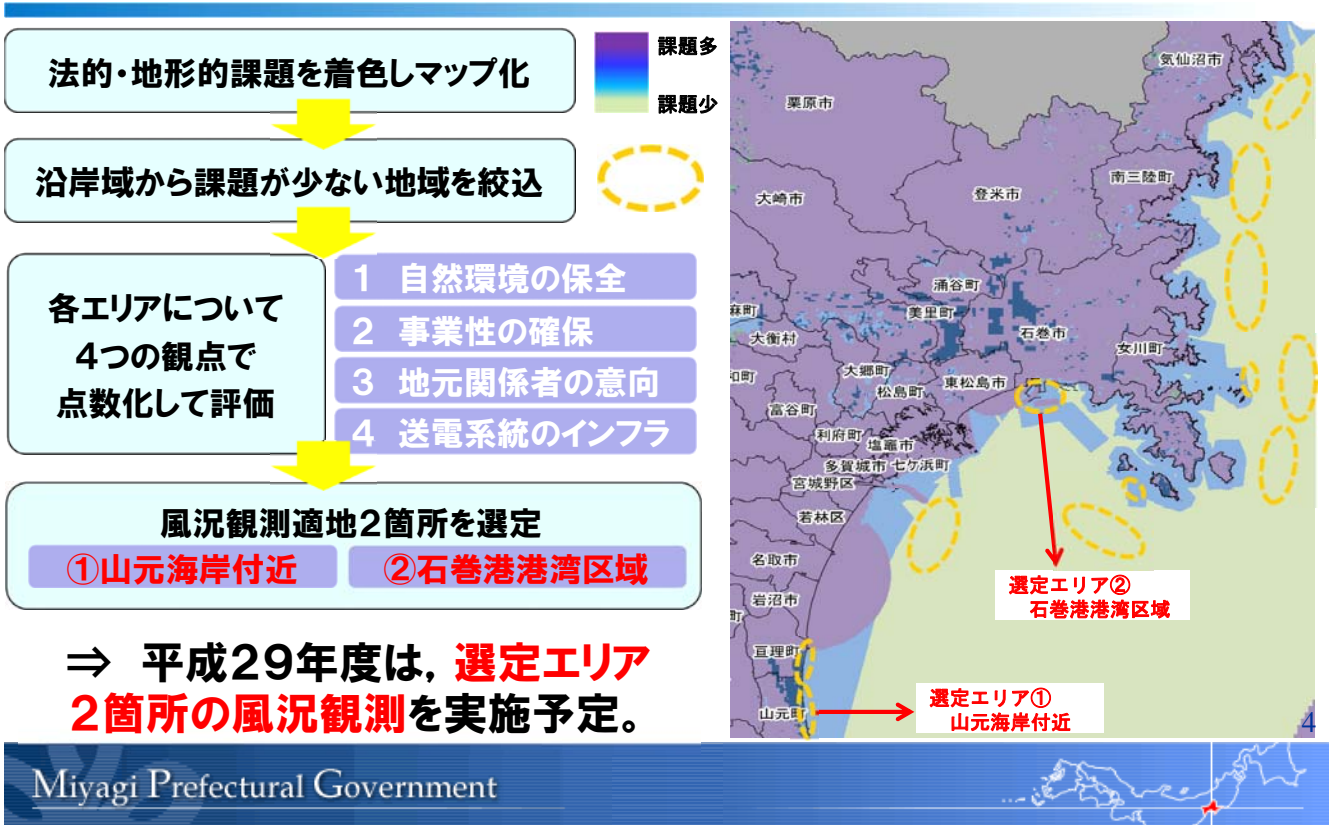 法的・地形的課題を着色しマップ化
課題多
課題少
沿岸域から課題が少ない地域を絞込
各エリアについて
４つの観点で
点数化して評価
１　自然環境の保全
２　事業性の確保
３　地元関係者の意向
４　送電系統のインフラ
風況観測適地２箇所を選定
①山元海岸付近
②石巻港港湾区域
⇒　平成２９年度は，選定エリア
２箇所の風況観測を実施予定。
気仙沼市
栗原市
南三陸町
登米市
大崎市
涌谷町
麻町
美里町
石巻市
大衡村
女川町
和町
大郷町
東松島市
松島町
富谷町
利府町
塩竈市
多賀城市
七ケ浜町
宮城野区
若林区
名取市
岩沼市
町
亘理町
山元町
選定エリア②
石巻港港湾区域
選定エリア①
山元海岸付近
4
Miyagi Prefectural Government